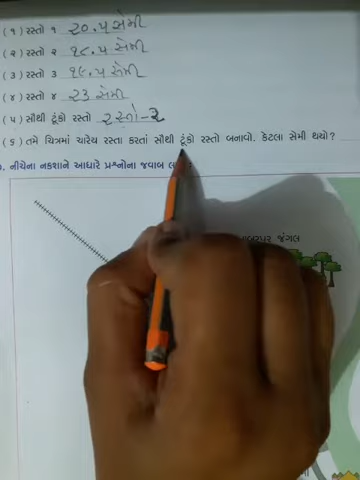 (૧) રસ્તો ૧ ૨૦.૫ સેમી
(૨) રસ્તો ૨ ૧૮.૫ સેમી
(૩) રસ્તો ૩ ૧૯.૫ સેમી
(૪) રસ્તો ૪ ૨૩ સેમી
(૫) સૌથી ટૂંકો રસ્તો રસ્તો-૨
(૬) તમે ચિત્રમાં ચારેય રસ્તા કરતાં સૌથી ટૂંકો રસ્તો બનાવો. કેટલા સેમી થયો?
નીચેના નકશાને આધારે પ્રશ્નોના જવાબ
જંગલ